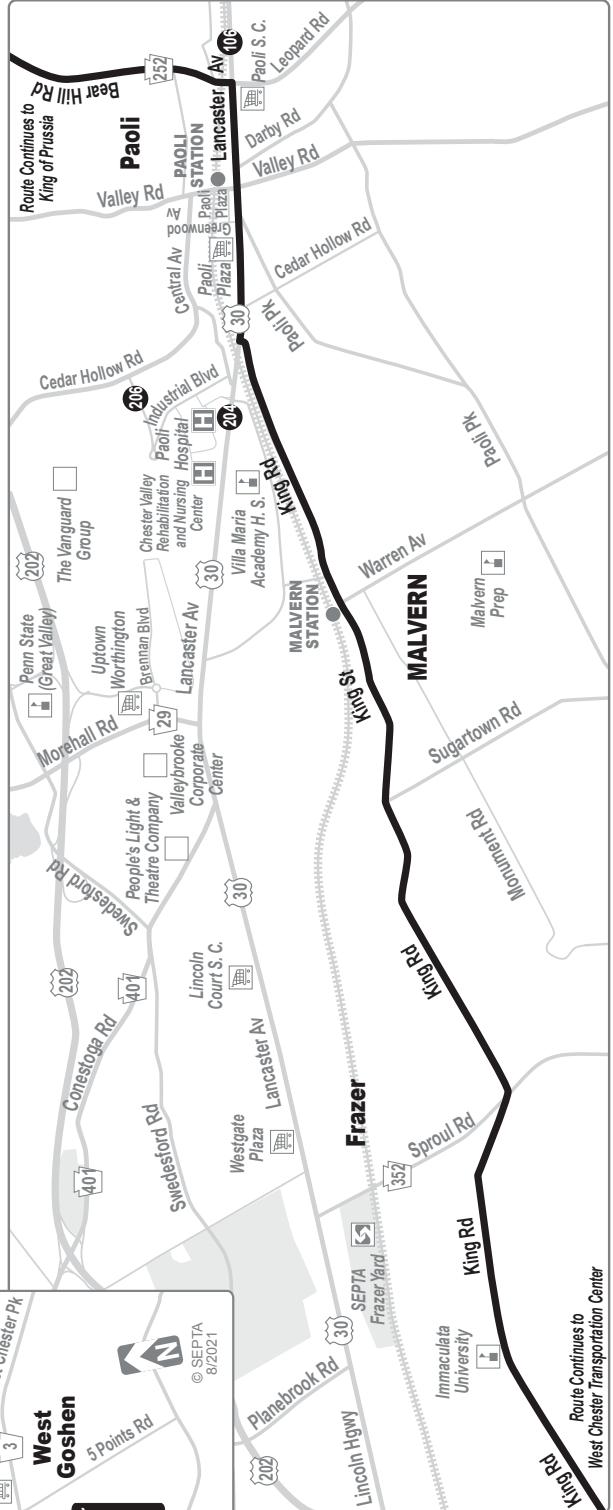 Route Continues to
King of Prussia
Bear Hill Rd
252
Paoli
PAOLI
STATION
Lancaster Av
106
Paoli S. C.
Leopard Rd
Darby Rd
Valley Rd
Valley Rd
Greenwood
Av
Paoli
Plaza
Paoli
Plaza
Central Av
Cedar Hollow Rd
30
Paoli Pk
Cedar Hollow Rd
206
Industrial Blvd
Paoli
Hospital
204
Chester Valley
Rehabilitation
and Nursing
Center
King Rd
Paoli Pk
The Vanguard
Group
202
30
Villa Maria
Academy H. S.
Warren Av
MALVERN
STATION
MALVERN
Malvern
Prep
Penn State
(Great Valley)
Uptown
Worthington
Brennan Blvd
Lancaster Av
29
Morehall Rd
King St
Sugartown Rd
Valleybrooke
Corporate
Center
People's Light &
Theatre Company
Swedesford Rd
30
Monument Rd
202
401
Lincoln
Court S. C.
King Rd
Conestoga Rd
Lancaster Av
Swedesford Rd
Westgate
Plaza
Frazer
Sproul Rd
401
352
SEPTA
Frazer Yard
King Rd
30
Immaculata
University
Planebrook Rd
202
Lincoln Hgwy
Route Continues to
West Chester Transportation Center
King Rd
Chester Pk
3
West
Goshen
5 Points Rd
N
© SEPTA
8/2021